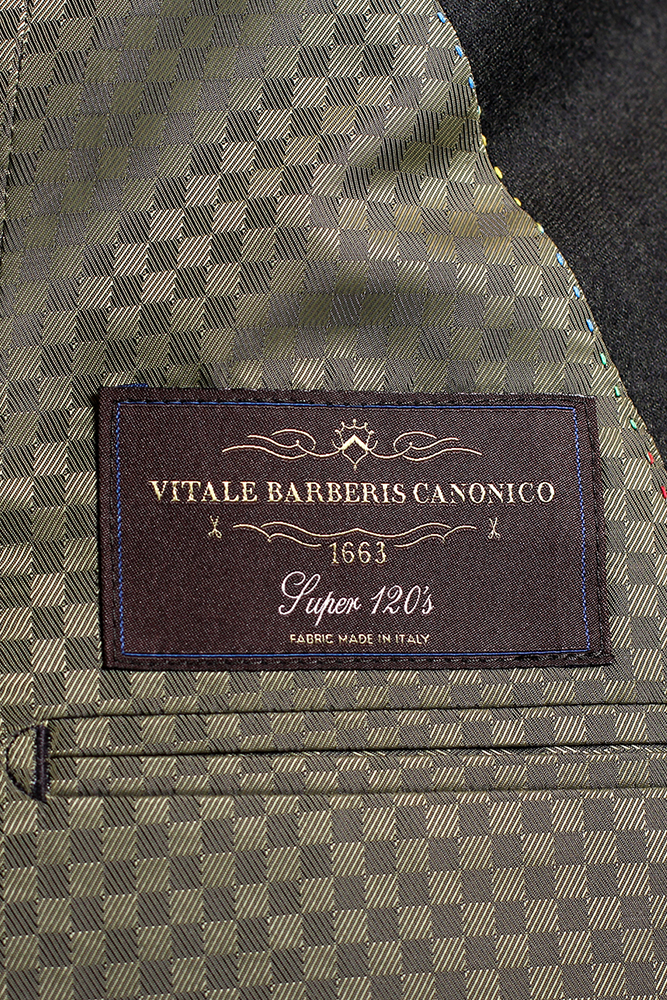 VITALE BARBERIS CANONICO
1663
Super 120's
FABRIC MADE IN ITALY